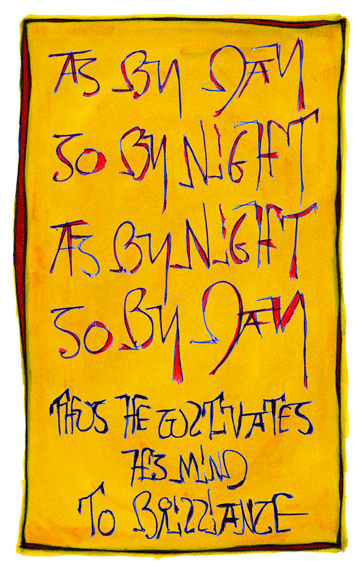 AS BY DAY
SO BY NIGHT
AS BY NIGHT
SO BY DAY
THUS HE CULTIVATES
HIS MIND
TO BRILLIANCE